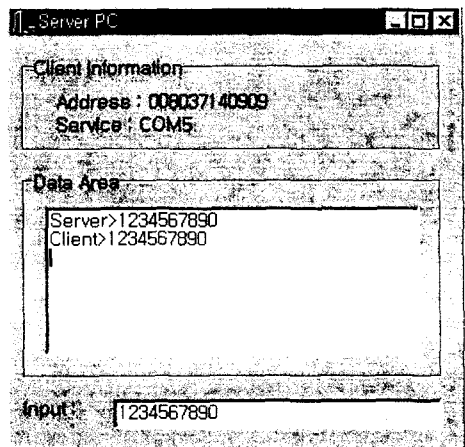 Server PC
Client Information
Address : 008037140909
Service : COM5
Data Area
Server>1234567890
Client>1234567890
Input :
1234567890